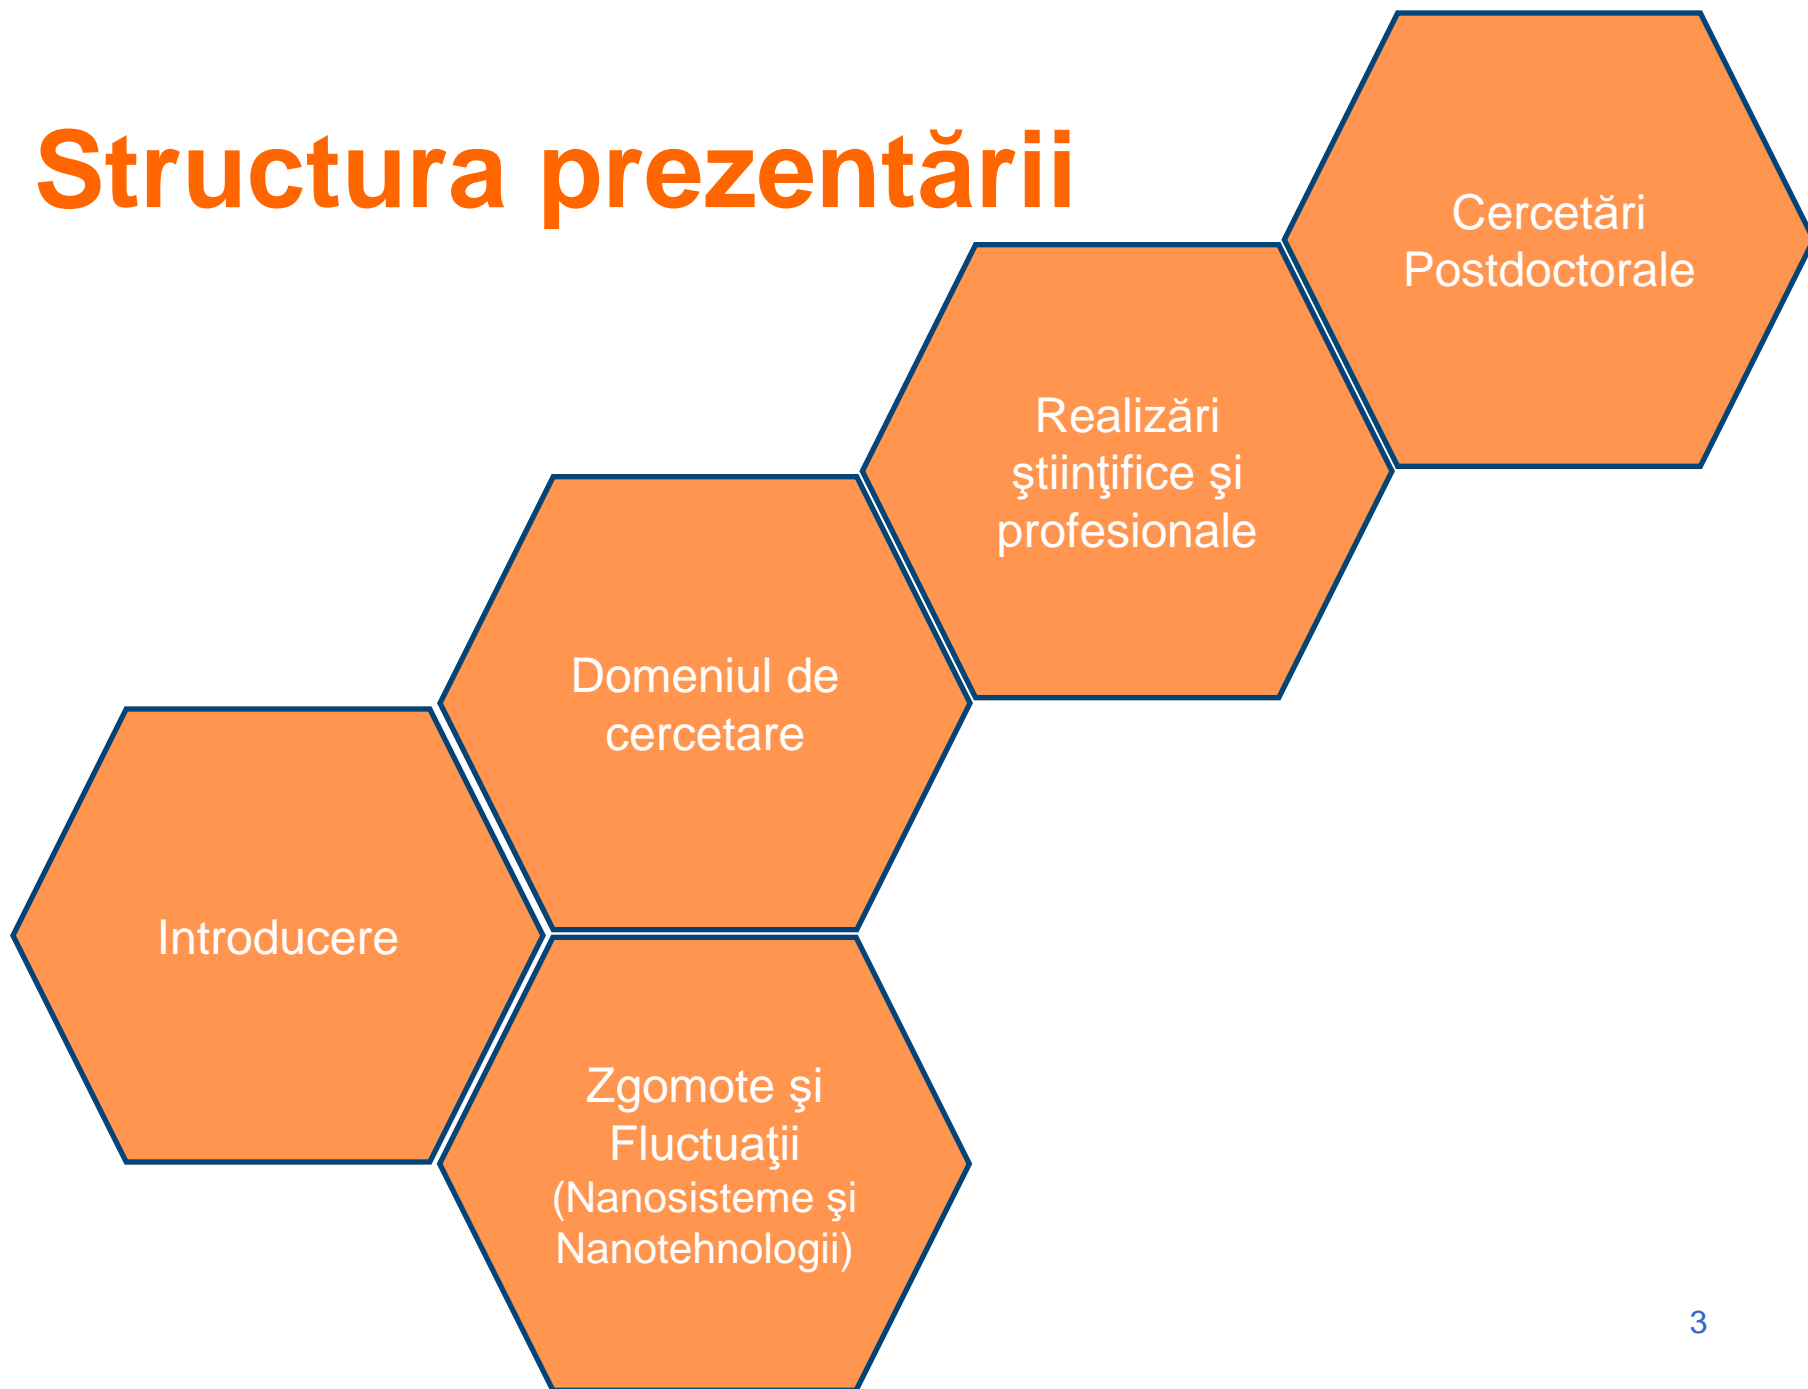 Structura prezentării
Cercetări
Postdoctorale
Realizări
ştiinţifice şi
profesionale
Domeniul de
cercetare
Introducere
Zgomote şi
Fluctuaţii
(Nanosisteme şi
Nanotehnologii)
3